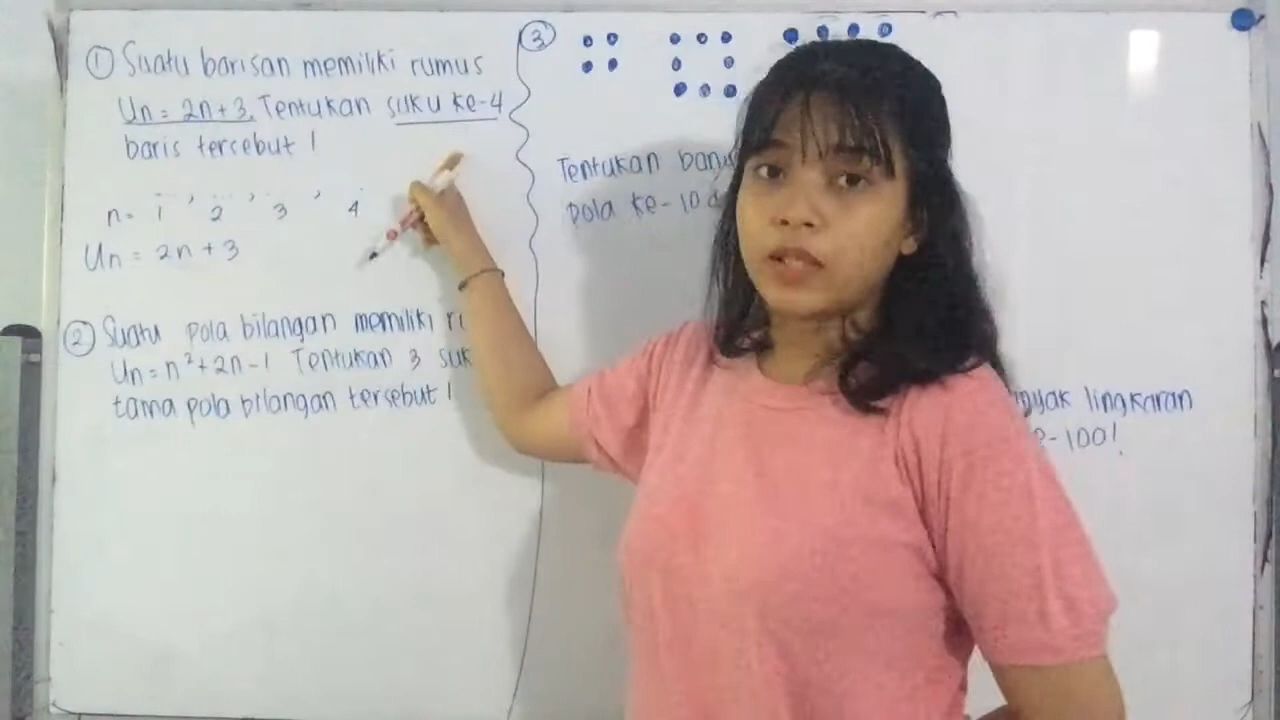 ① Suatu barisan memiliki rumus
Un = 2n + 3. Tentukan suku ke-4
baris tersebut !
n = 1 , 2 , 3 , 4
Un = 2n + 3
② Suatu pola bilangan memiliki
Un = n² + 2n - 1 Tentukan 3
tama pola bilangan tersebut !
③
Tentukan
pola ke-10
lingkaran
-100!